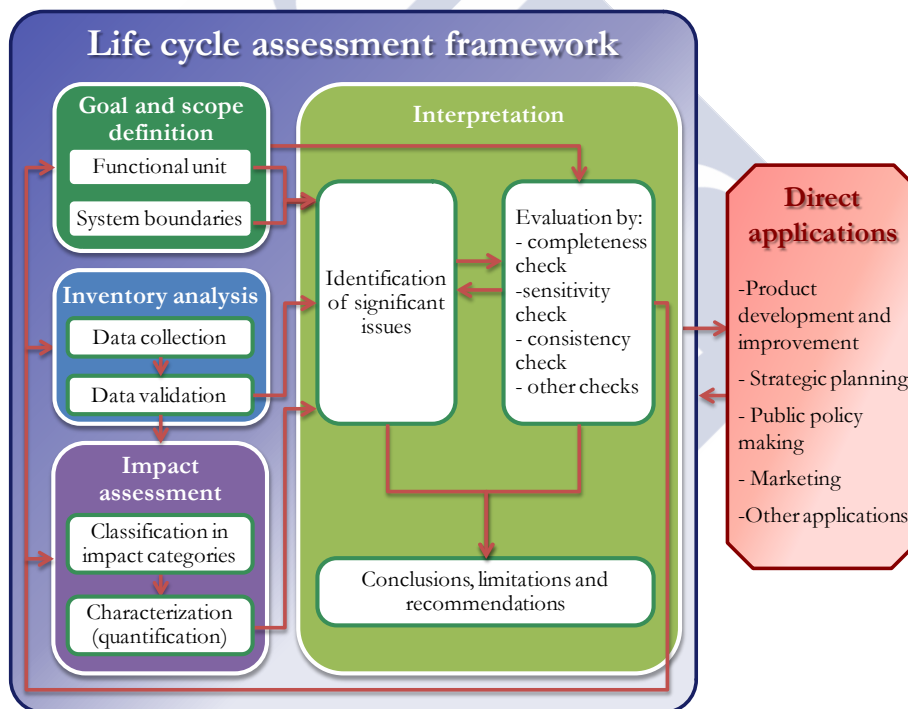 Life cycle assessment framework
Goal and scope
definition
Functional unit
System boundaries
Inventory analysis
Data collection
Data validation
Impact
assessment
Classification in
impact categories
Characterization
(quantification)
Interpretation
Identification
of significant
issues
Evaluation by:
- completeness
check
-sensitivity
check
- consistency
check
- other checks
Conclusions, limitations and
recommendations
Direct
applications
-Product
development and
improvement
- Strategic planning
- Public policy
making
- Marketing
-Other applications